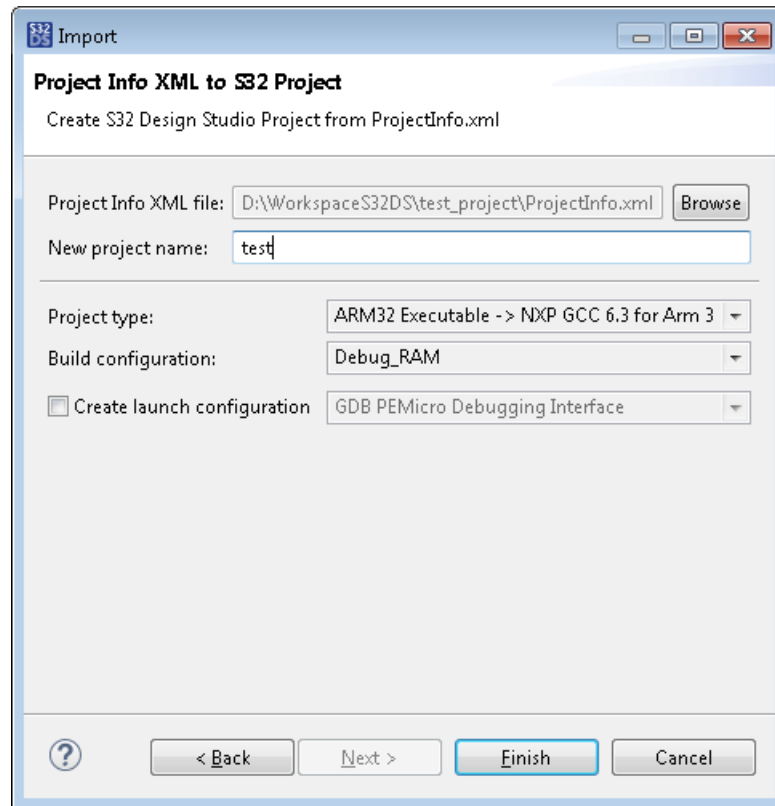 S32 DS Import
Project Info XML to S32 Project
Create S32 Design Studio Project from ProjectInfo.xml
Project Info XML file: D:\WorkspaceS32DS\test_project\ProjectInfo.xml Browse
New project name: test
Project type: ARM32 Executable -> NXP GCC 6.3 for Arm 3
Build configuration: Debug_RAM
Create launch configuration GDB PEMicro Debugging Interface
? < Back Next > Finish Cancel